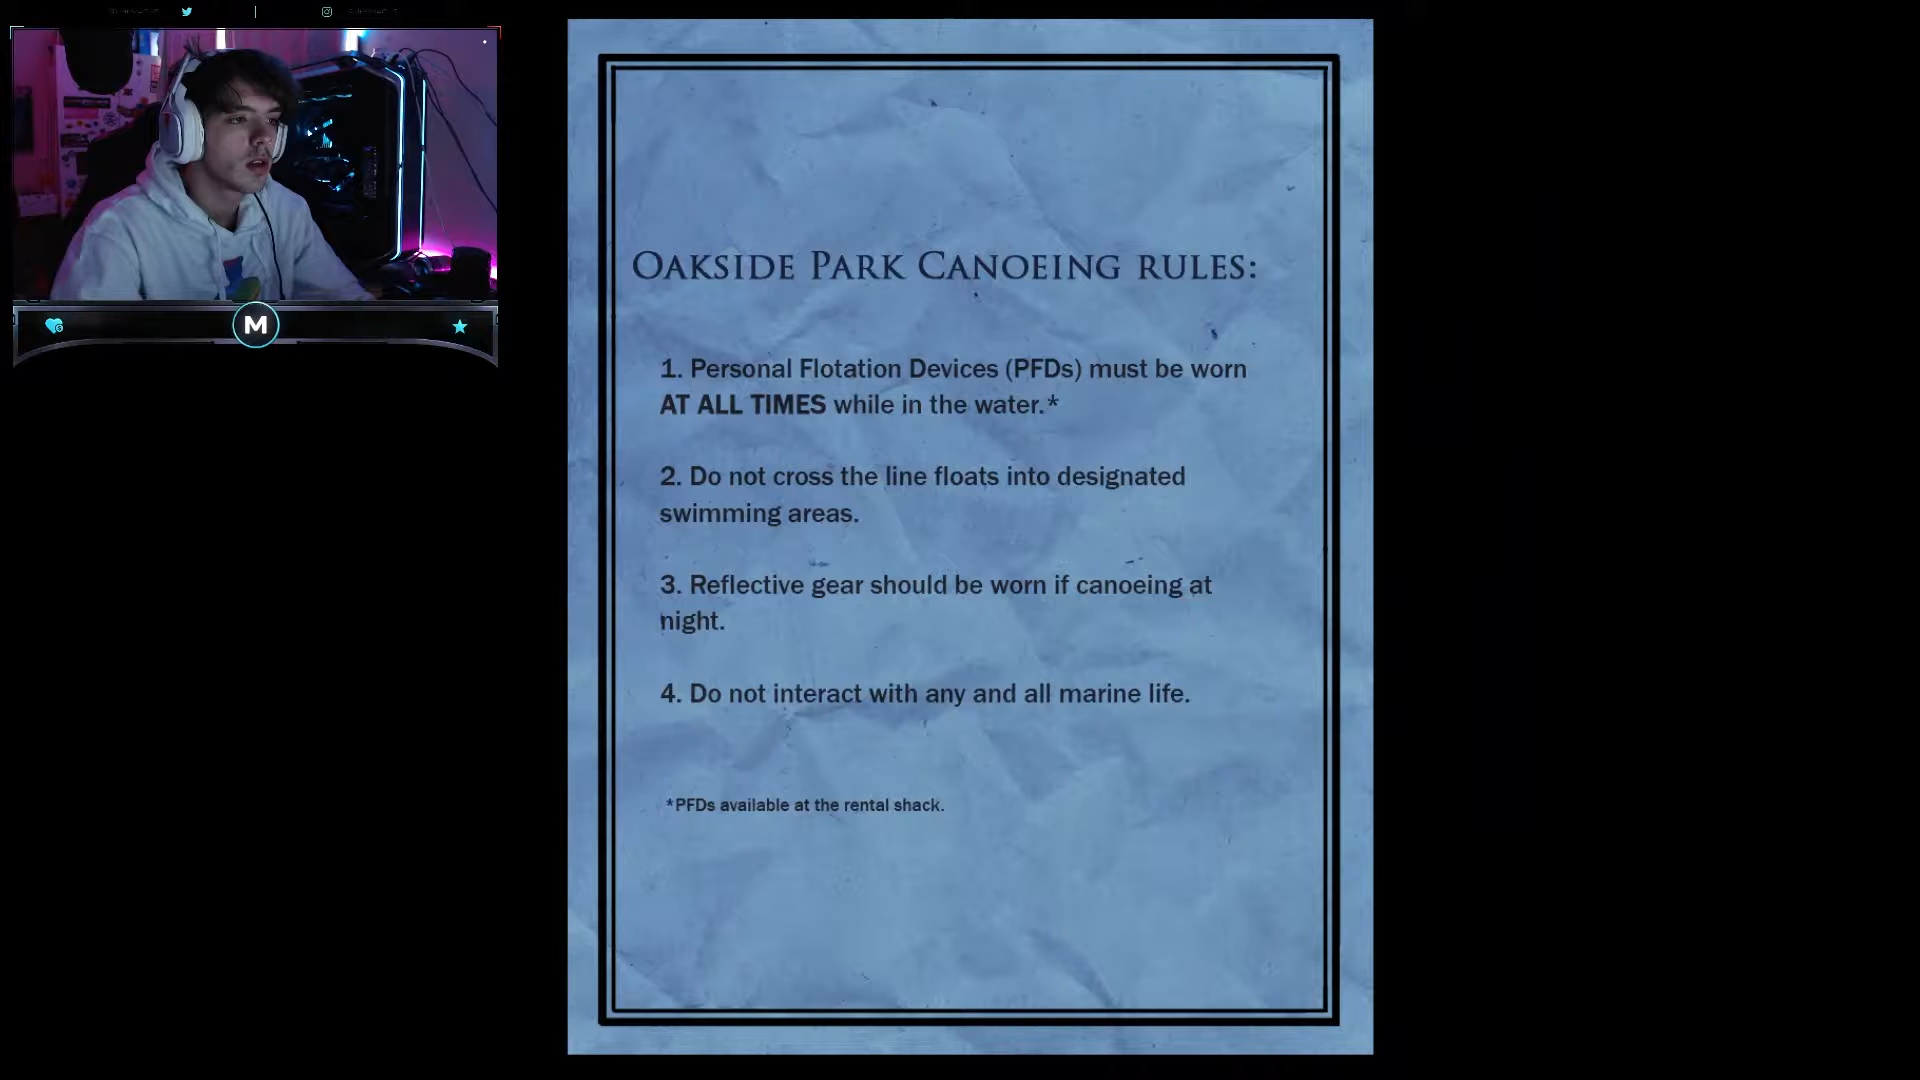 M
OAKSIDE PARK CANOEING RULES:
1. Personal Flotation Devices (PFDs) must be worn
AT ALL TIMES while in the water.*
2. Do not cross the line floats into designated
swimming areas.
3. Reflective gear should be worn if canoeing at
night.
4. Do not interact with any and all marine life.
*PFDs available at the rental shack.